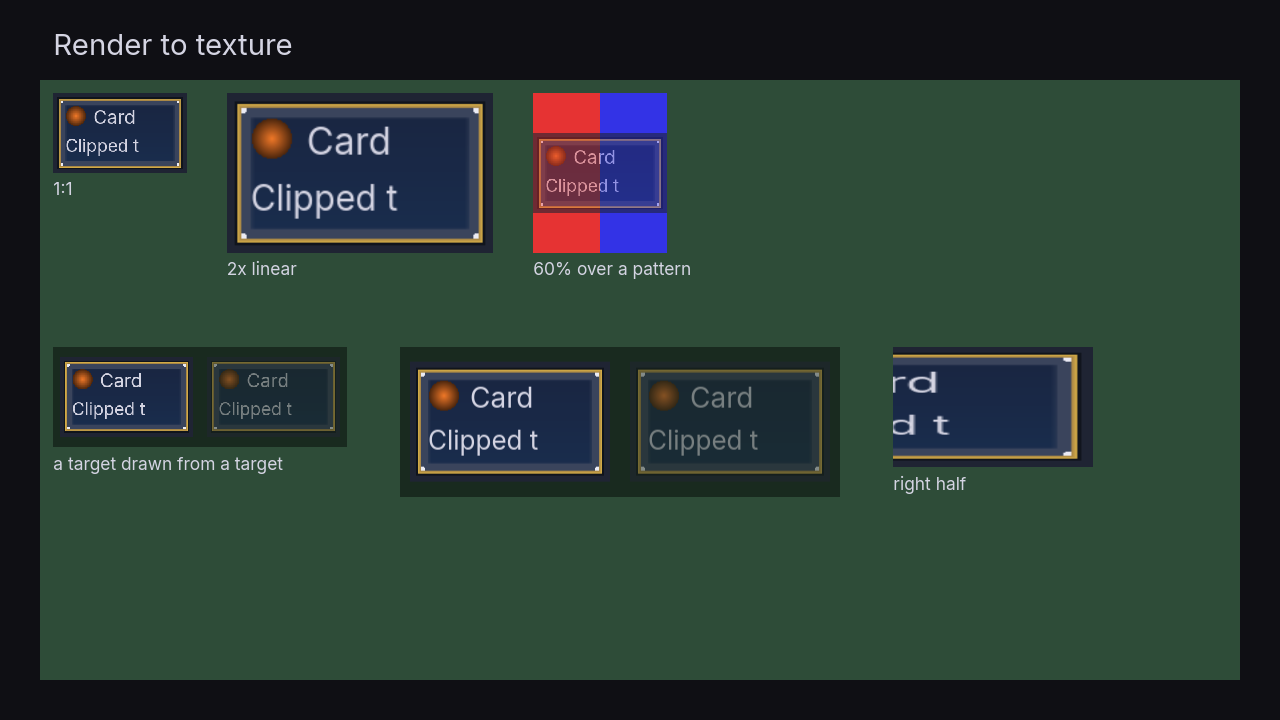 Render to texture
Card
Clipped t
1:1
Card
Clipped t
2x linear
Card
Clipped t
60% over a pattern
Card
Clipped t
Card
Clipped t
a target drawn from a target
Card
Clipped t
Card
Clipped t
rd
d t
right half